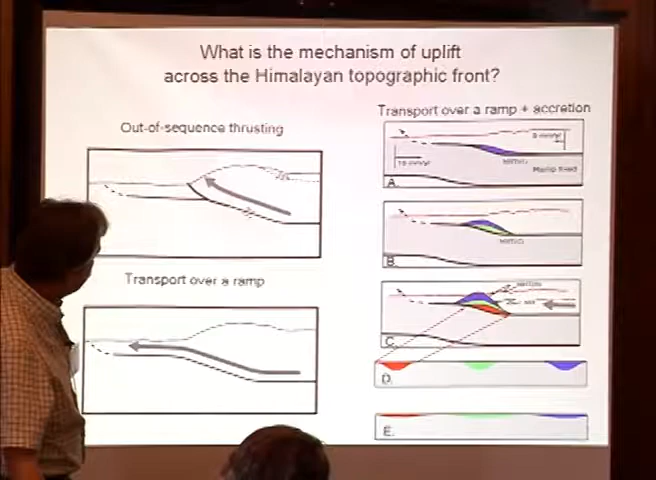 What is the mechanism of uplift
across the Himalayan topographic front?
Out-of-sequence thrusting
Transport over a ramp
Transport over a ramp + accretion
A.
B.
C.
D.
E.